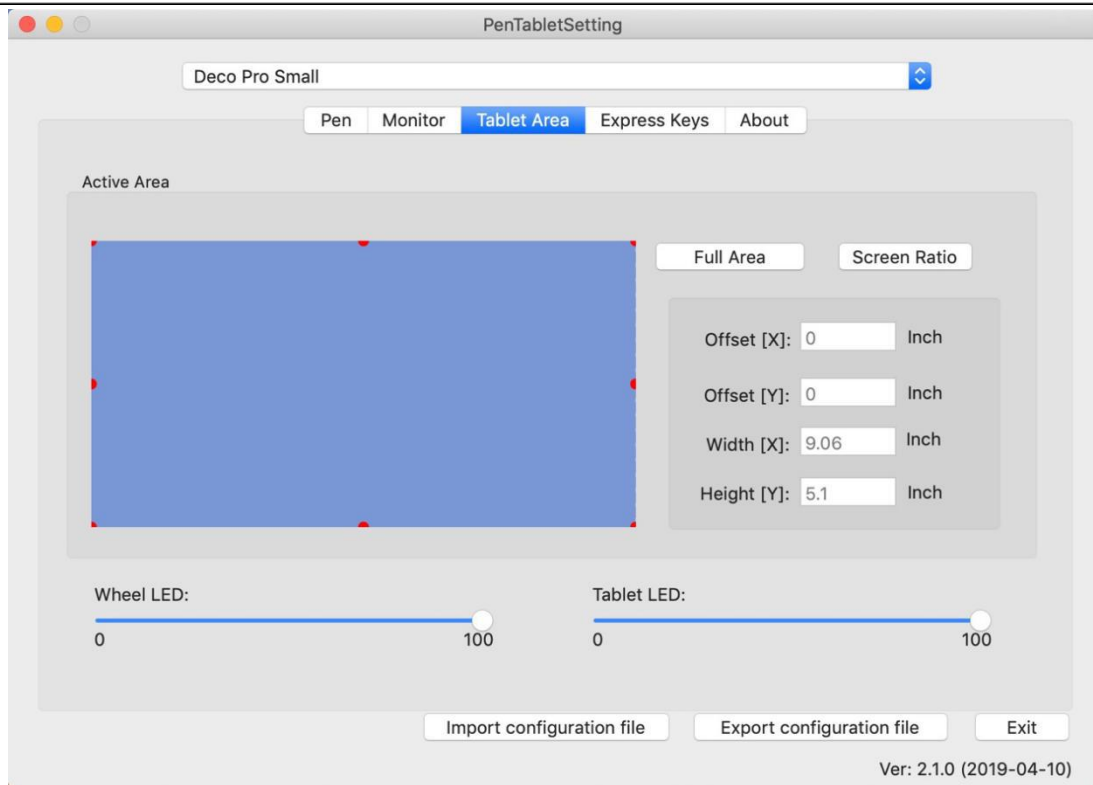 PenTabletSetting
Deco Pro Small
Pen Monitor Tablet Area Express Keys About
Active Area
Full Area Screen Ratio
Offset [X]: 0 Inch
Offset [Y]: 0 Inch
Width [X]: 9.06 Inch
Height [Y]: 5.1 Inch
Wheel LED: Tablet LED:
0 100 0 100
Import configuration file Export configuration file Exit
Ver: 2.1.0 (2019-04-10)